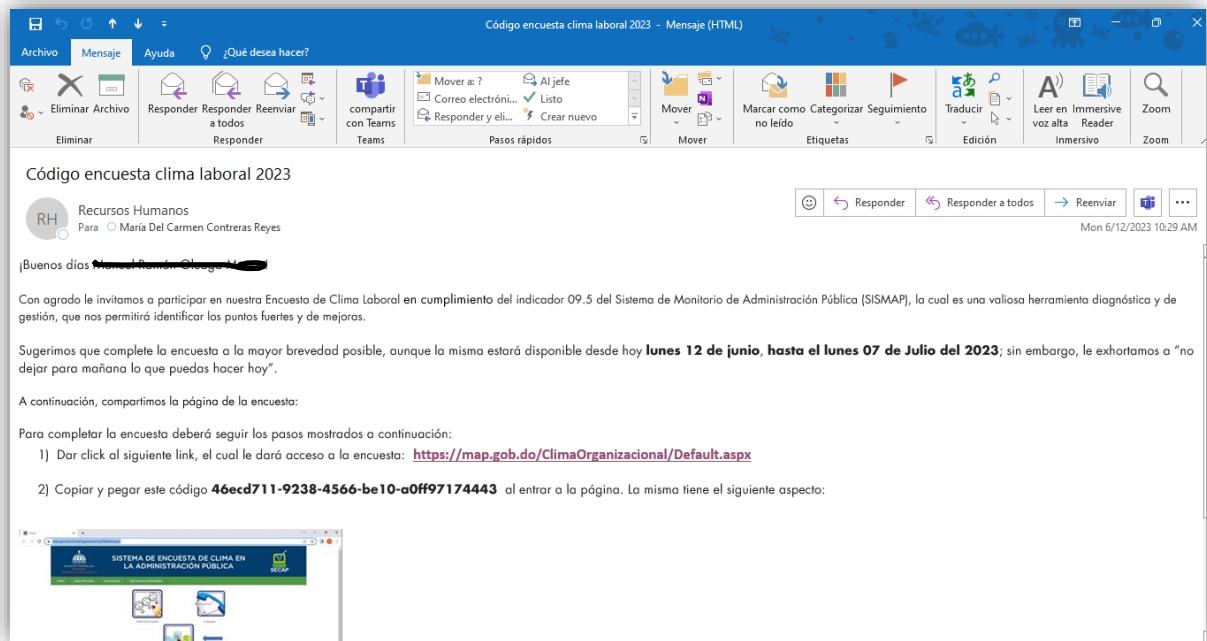 Código encuesta clima laboral 2023 - Mensaje (HTML)
Archivo Mensaje Ayuda ¿Qué desea hacer?
Eliminar Archivo
Responder Responder a todos Reenviar
compartir con Teams
Mover a: ? Al jefe
Correo electróni... Listo
Responder y eli... Crear nuevo
Mover
Marcar como no leído Categorizar Seguimiento
Traducir
Leer en voz alta Immersive Reader
Zoom
Eliminar Responder Teams Pasos rápidos Mover Etiquetas Edición Inmersivo Zoom
Código encuesta clima laboral 2023
RH
Recursos Humanos
Para María Del Carmen Contreras Reyes
Responder Responder a todos Reenviar
Mon 6/12/2023 10:29 AM
¡Buenos días
Con agrado le invitamos a participar en nuestra Encuesta de Clima Laboral en cumplimiento del indicador 09.5 del Sistema de Monitorio de Administración Pública (SISMAP), la cual es una valiosa herramienta diagnóstica y de
gestión, que nos permitirá identificar los puntos fuertes y de mejoras.
Sugerimos que complete la encuesta a la mayor brevedad posible, aunque la misma estará disponible desde hoy lunes 12 de junio, hasta el lunes 07 de Julio del 2023; sin embargo, le exhortamos a “no
dejar para mañana lo que puedas hacer hoy”.
A continuación, compartimos la página de la encuesta:
Para completar la encuesta deberá seguir los pasos mostrados a continuación:
1) Dar click al siguiente link, el cual le dará acceso a la encuesta: https://map.gob.do/ClimaOrganizacional/Default.aspx
2) Copiar y pegar este código 46ecd711-9238-4566-be10-a0ff97174443 al entrar a la página. La misma tiene el siguiente aspecto:
SISTEMA DE ENCUESTA DE CLIMA EN
LA ADMINISTRACIÓN PÚBLICA
SECAP